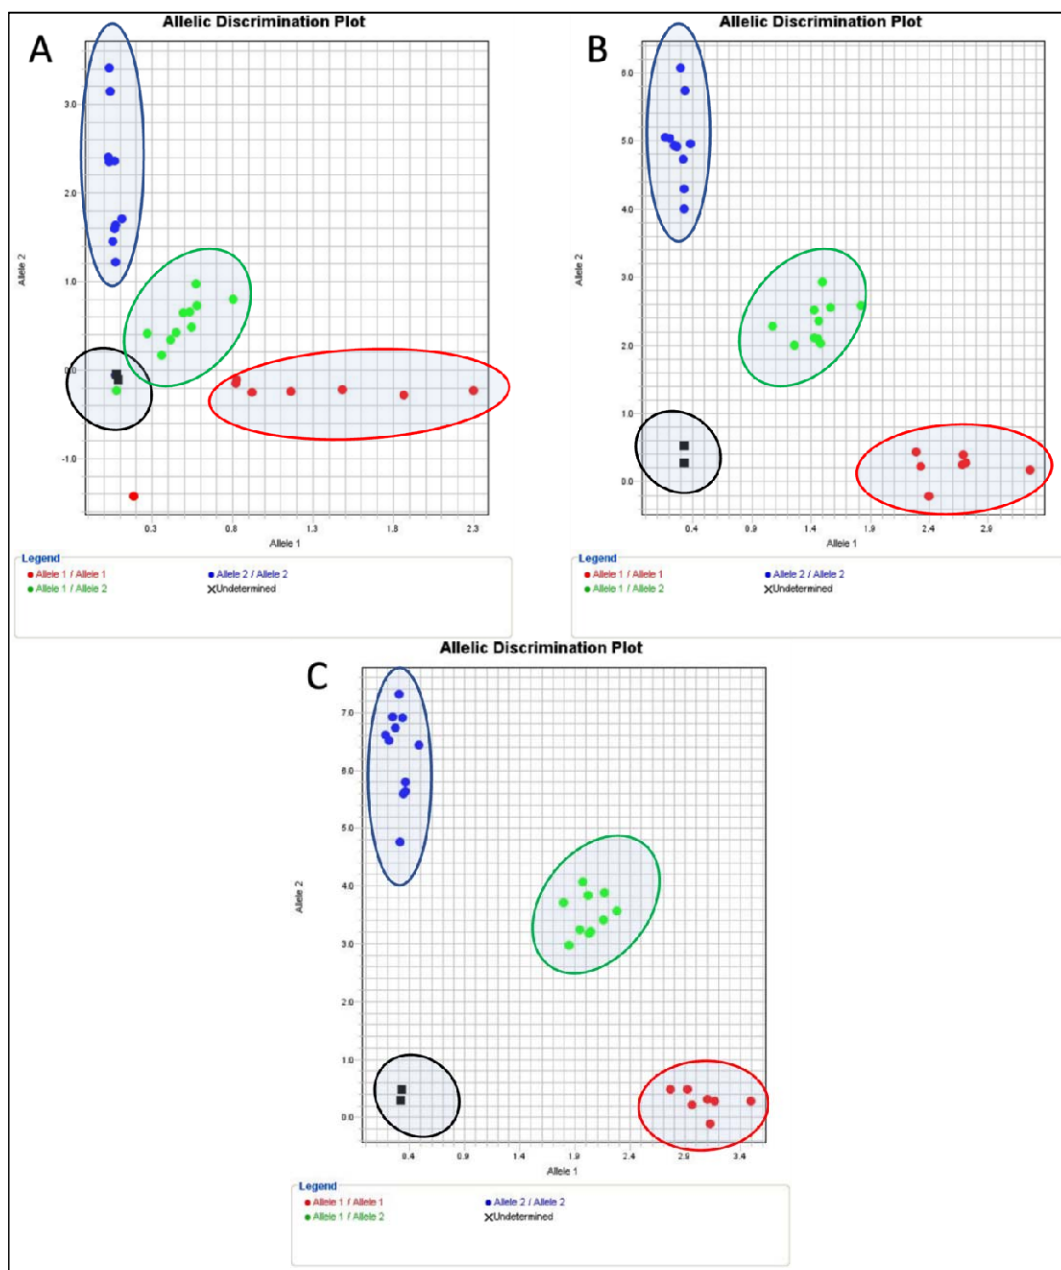 Allelic Discrimination Plot
A
3.0
2.0
Allele 2
1.0
0.0
-1.0
0.3 0.8 1.3 1.8 2.3
Allele 1
Legend
Allele 1 / Allele 1 Allele 2 / Allele 2
Allele 1 / Allele 2 Undetermined
Allelic Discrimination Plot
B
6.0
5.0
4.0
Allele 2
3.0
2.0
1.0
0.0
0.4 0.9 1.4 1.9 2.4 2.9
Allele 1
Legend
Allele 1 / Allele 1 Allele 2 / Allele 2
Allele 1 / Allele 2 Undetermined
Allelic Discrimination Plot
C
7.0
6.0
5.0
Allele 2
4.0
3.0
2.0
1.0
0.0
0.4 0.9 1.4 1.9 2.4 2.9 3.4
Allele 1
Legend
Allele 1 / Allele 1 Allele 2 / Allele 2
Allele 1 / Allele 2 Undetermined